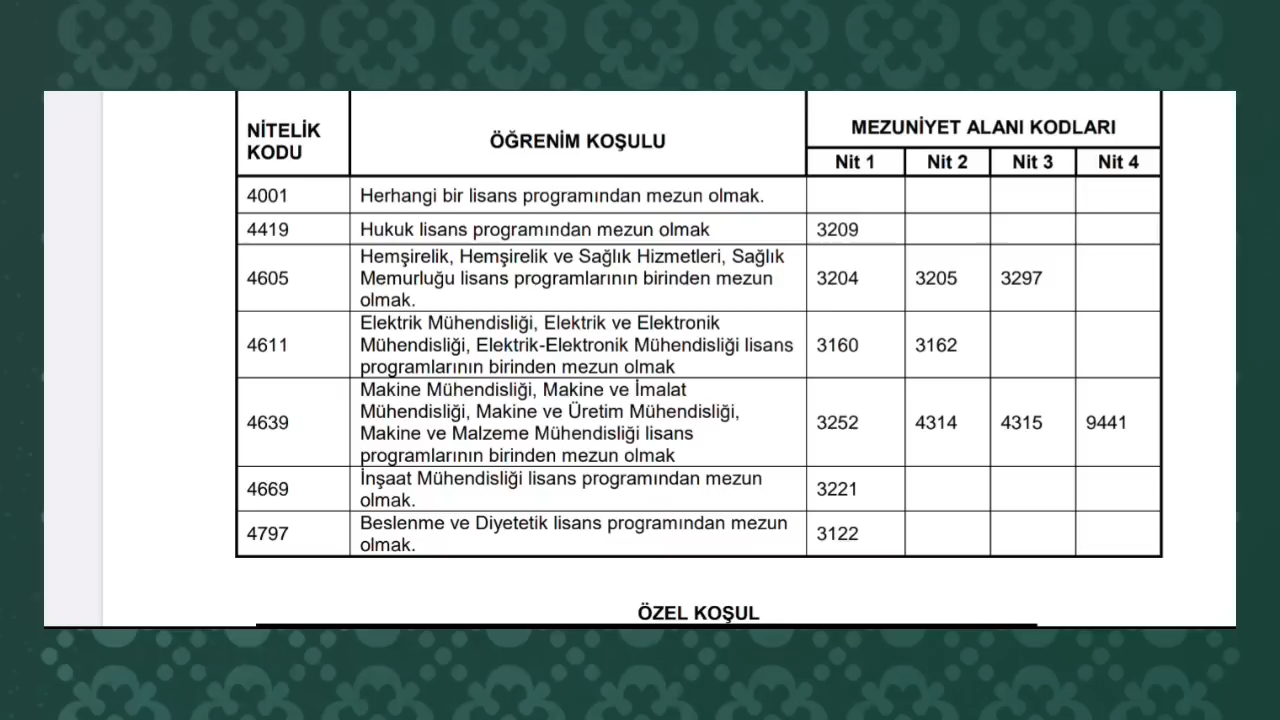 NİTELİK
KODU
ÖĞRENİM KOŞULU
MEZUNİYET ALANI KODLARI
Nit 1
Nit 2
Nit 3
Nit 4
4001
Herhangi bir lisans programından mezun olmak.
4419
Hukuk lisans programından mezun olmak
3209
4605
Hemşirelik, Hemşirelik ve Sağlık Hizmetleri, Sağlık
Memurluğu lisans programlarının birinden mezun
olmak.
3204
3205
3297
4611
Elektrik Mühendisliği, Elektrik ve Elektronik
Mühendisliği, Elektrik-Elektronik Mühendisliği lisans
programlarının birinden mezun olmak
3160
3162
4639
Makine Mühendisliği, Makine ve İmalat
Mühendisliği, Makine ve Üretim Mühendisliği,
Makine ve Malzeme Mühendisliği lisans
programlarının birinden mezun olmak
3252
4314
4315
9441
4669
İnşaat Mühendisliği lisans programından mezun
olmak.
3221
4797
Beslenme ve Diyetetik lisans programından mezun
olmak.
3122
ÖZEL KOŞUL